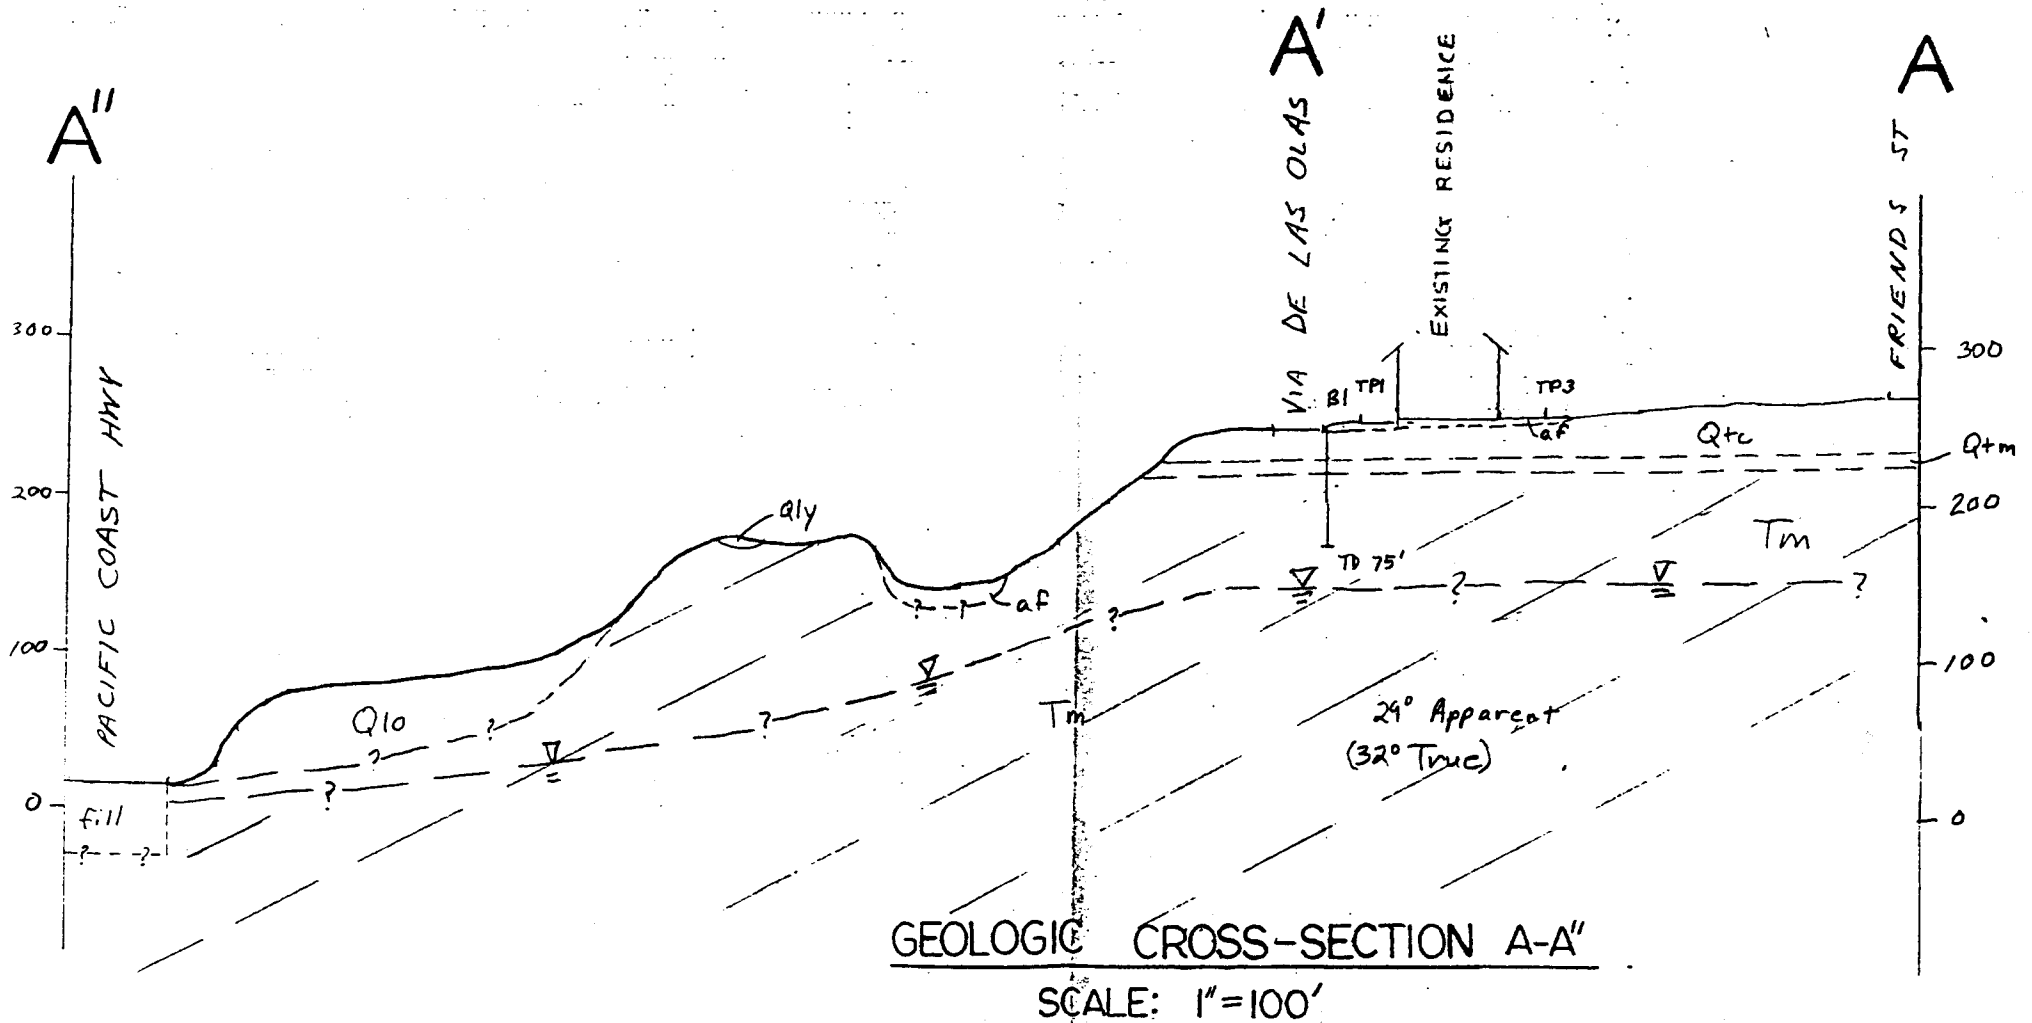 A"
A'
A
PACIFIC COAST HWY
VIA DE LAS OLAS
EXISTING RESIDENCE
FRIENDS ST
300
200
100
0
300
200
100
0
B1
TP1
TP3
af
Qtc
Qtm
Qly
TD 75'
Tm
?
?
?
? ?
af
?
Qlo
?
?
?
?
Tm
29° Apparent
(32° True)
fill
? ?
GEOLOGIC CROSS-SECTION A-A"
SCALE: 1"=100'